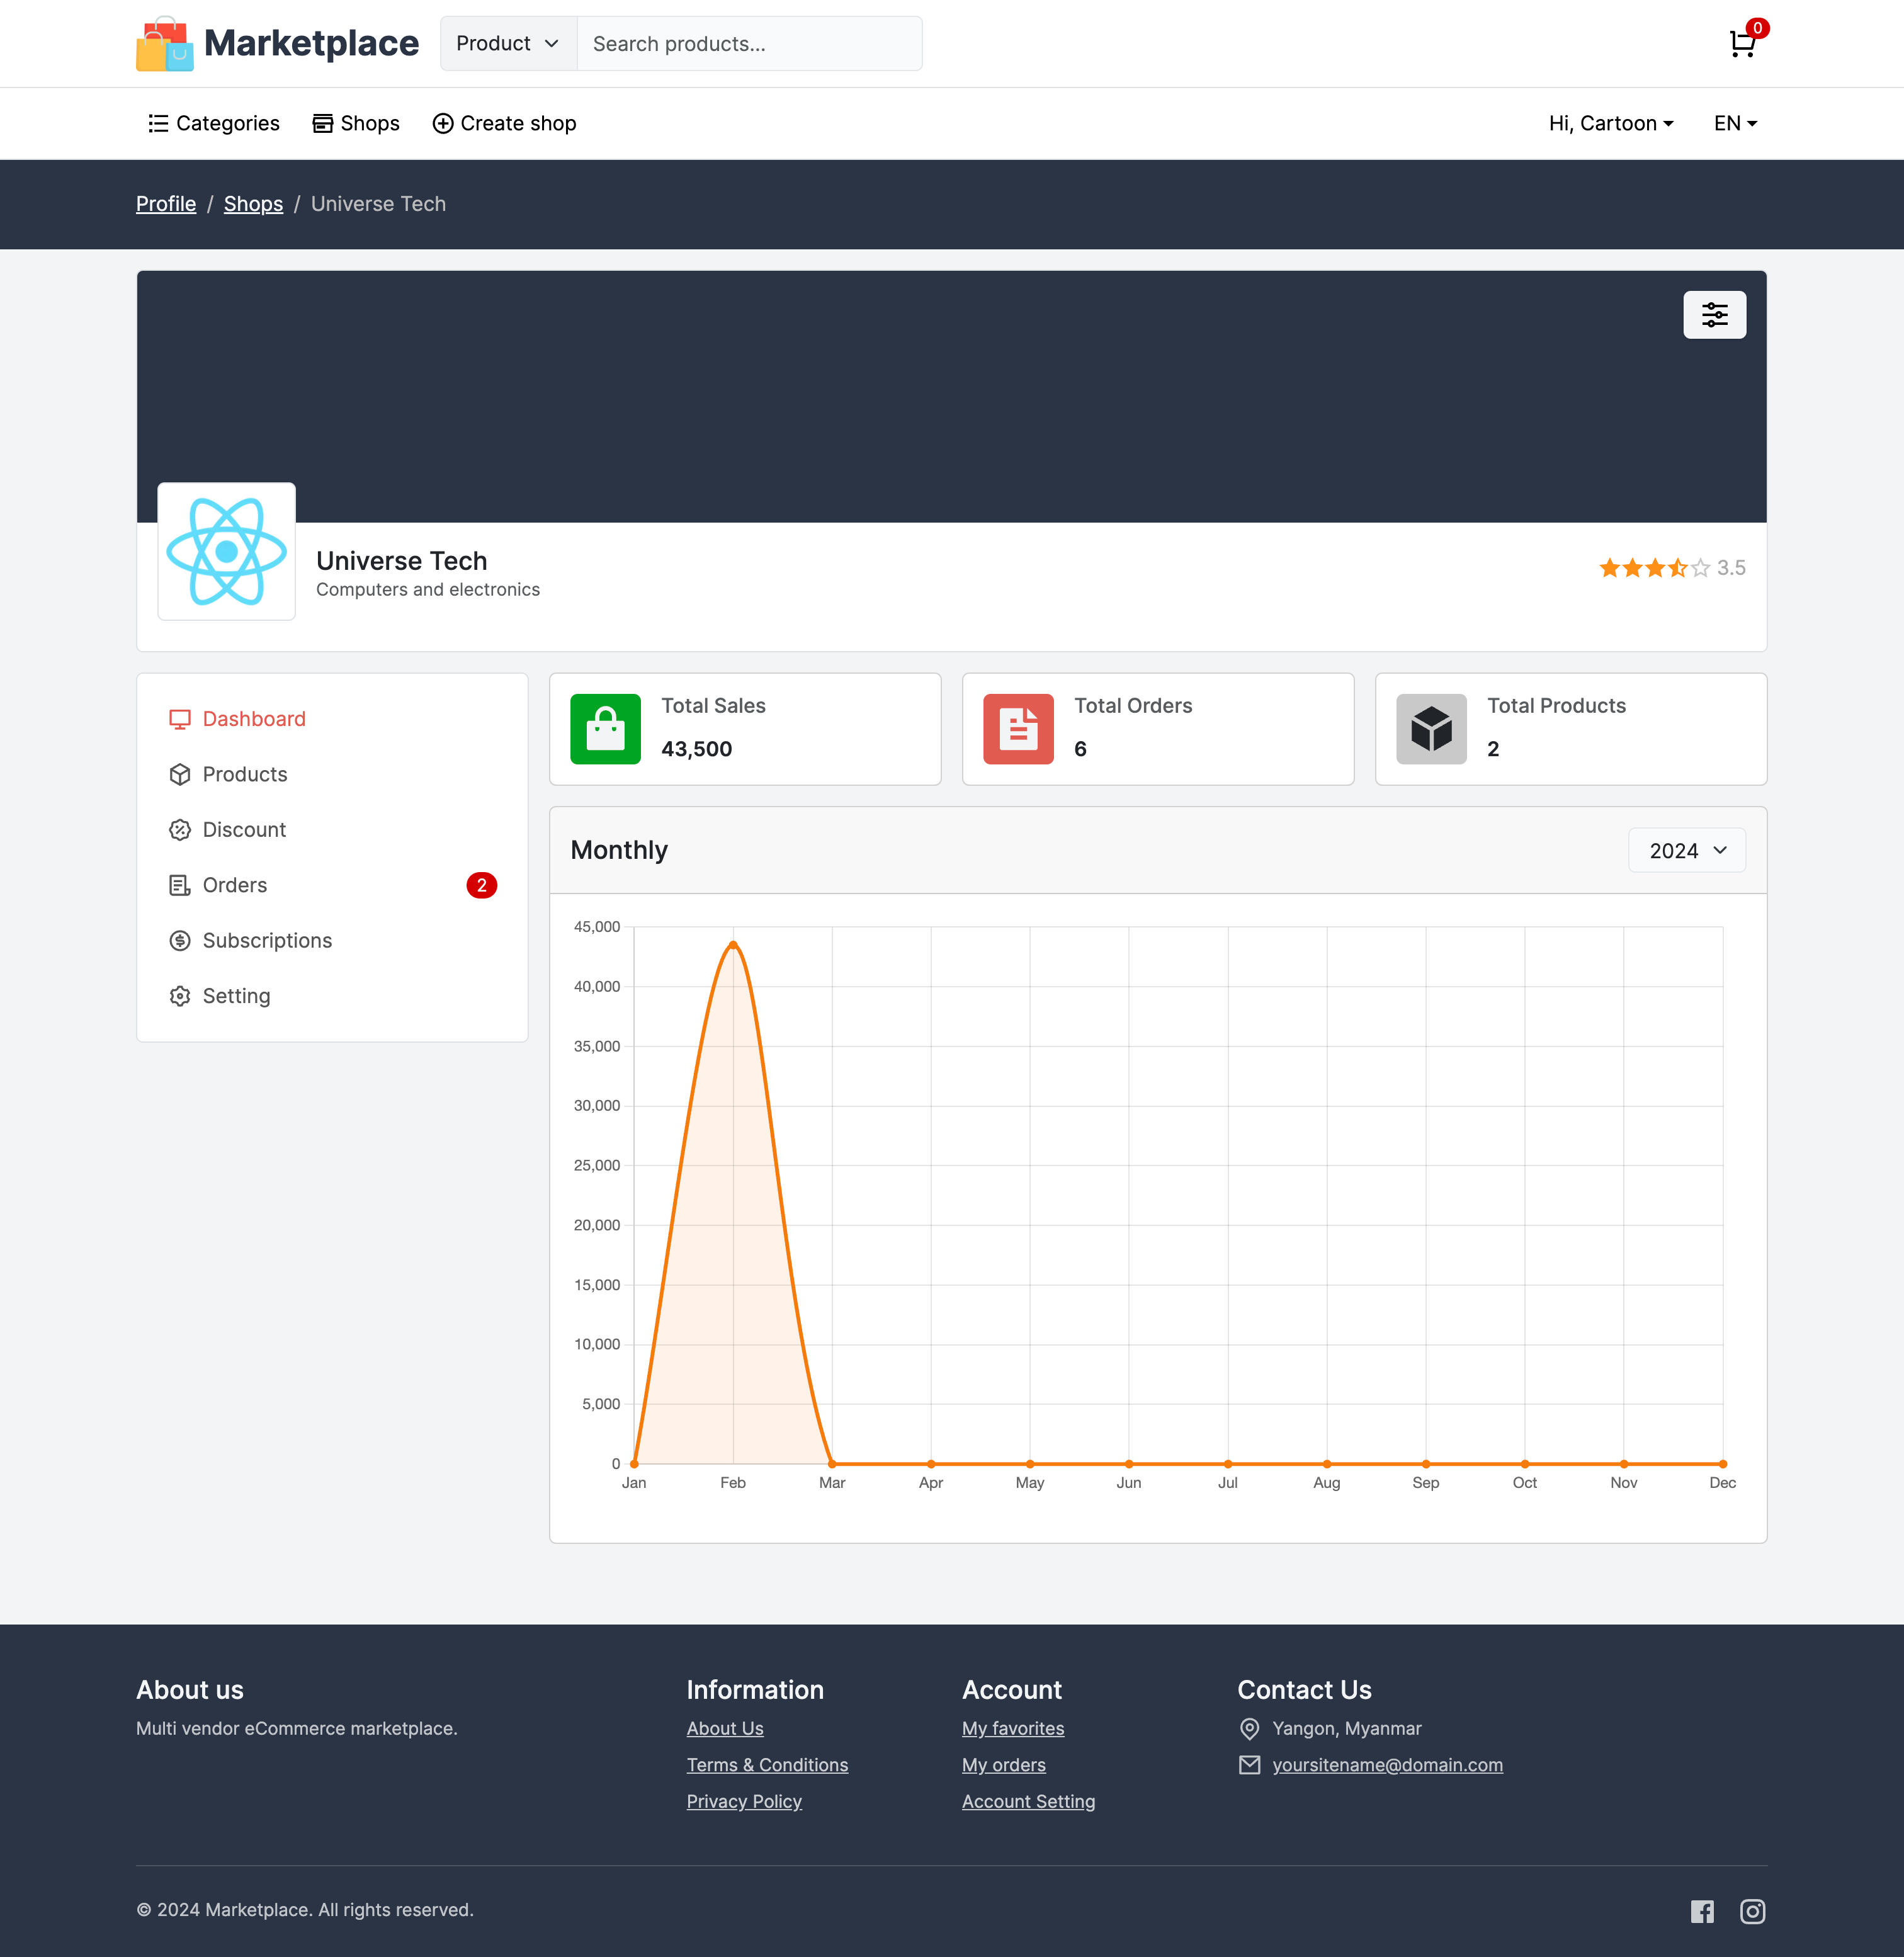 Marketplace
Product
Search products...
0
Categories
Shops
Create shop
Hi, Cartoon
EN
Profile / Shops / Universe Tech
Universe Tech
Computers and electronics
3.5
Dashboard
Products
Discount
Orders
2
Subscriptions
Setting
Total Sales
43,500
Total Orders
6
Total Products
2
Monthly
2024
45,000
40,000
35,000
30,000
25,000
20,000
15,000
10,000
5,000
0
Jan Feb Mar Apr May Jun Jul Aug Sep Oct Nov Dec
About us
Multi vendor eCommerce marketplace.
Information
About Us
Terms & Conditions
Privacy Policy
Account
My favorites
My orders
Account Setting
Contact Us
Yangon, Myanmar
yoursitename@domain.com
© 2024 Marketplace. All rights reserved.